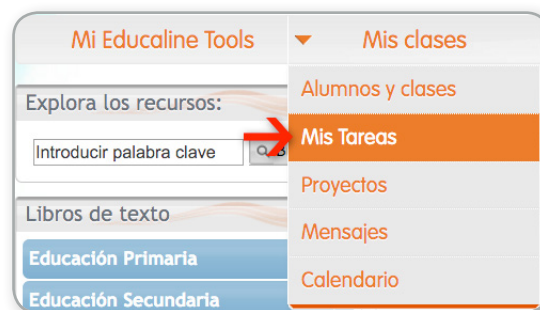 Mi Educaline Tools
Mis clases
Alumnos y clases
Mis Tareas
Proyectos
Mensajes
Calendario
Explora los recursos:
Introducir palabra clave
Libros de texto
Educación Primaria
Educación Secundaria